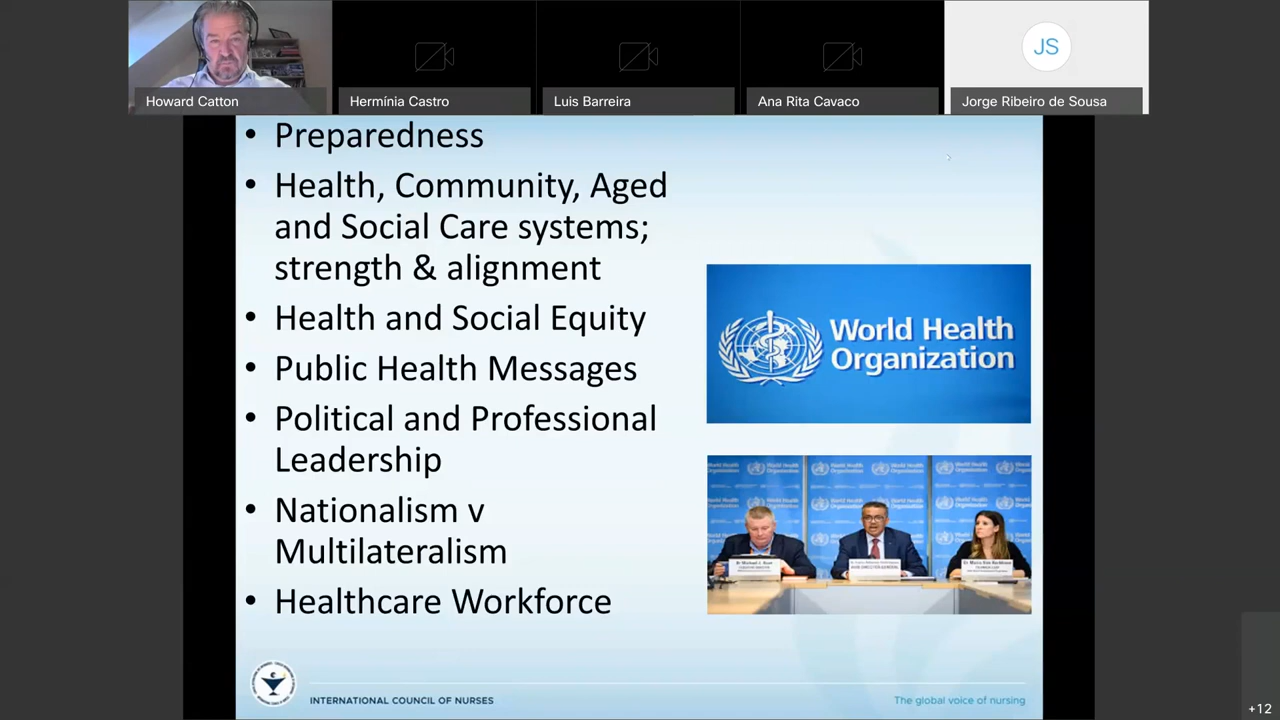 Howard Catton
Hermínia Castro
Luis Barreira
Ana Rita Cavaco
JS
Jorge Ribeiro de Sousa
• Preparedness
• Health, Community, Aged
and Social Care systems;
strength & alignment
• Health and Social Equity
• Public Health Messages
• Political and Professional
Leadership
• Nationalism v
Multilateralism
• Healthcare Workforce
World Health
Organization
INTERNATIONAL COUNCIL OF NURSES
The global voice of nursing
+12